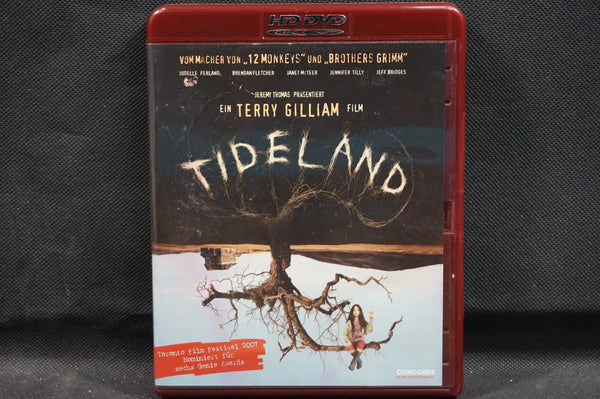 HD DVD
VOM MACHER VON „12 MONKEYS" UND „BROTHERS GRIMM"
JODELLE FERLAND BRENDAN FLETCHER JANET McTEER JENNIFER TILLY JEFF BRIDGES
JEREMY THOMAS PRÄSENTIERT
EIN TERRY GILLIAM FILM
TIDELAND
Toronto Film Festival 2007
Nominiert für
sechs Genie Awards
CONCORDE
HOME ENTERTAINMENT